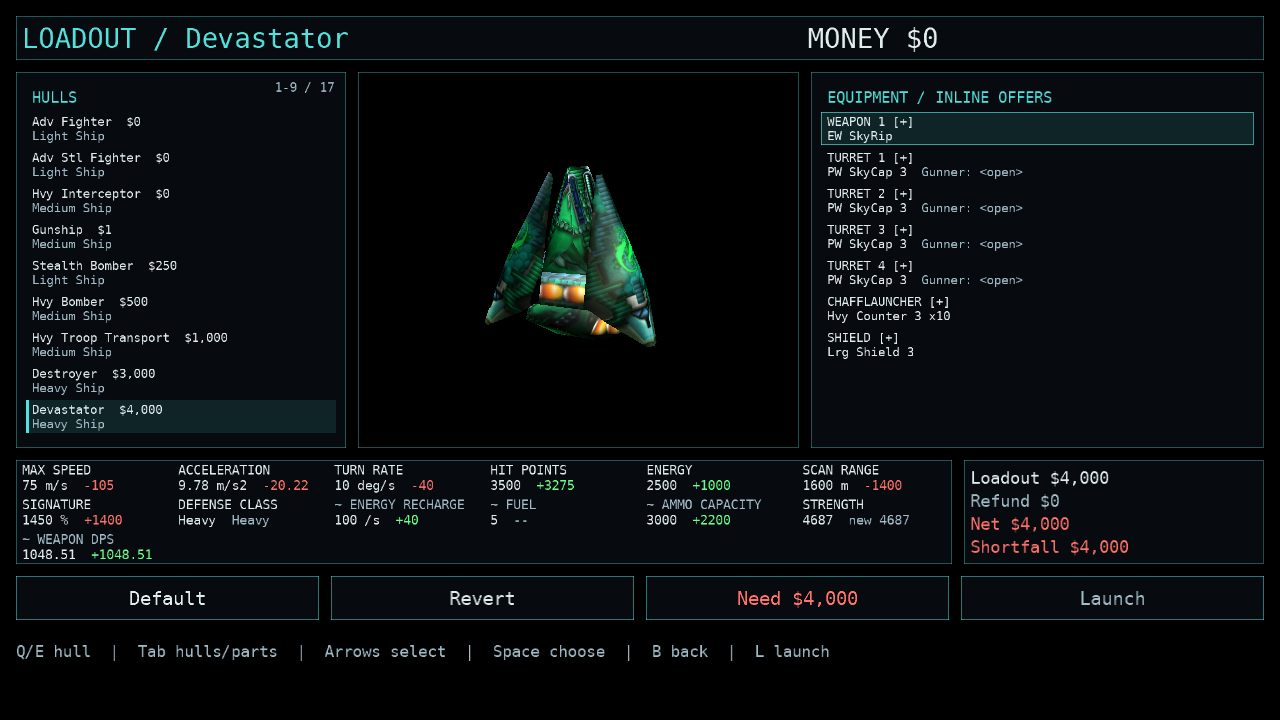 LOADOUT / Devastator
MONEY $0
HULLS
1-9 / 17
Adv Fighter  $0
Light Ship
Adv Stl Fighter  $0
Light Ship
Hvy Interceptor  $0
Medium Ship
Gunship  $1
Medium Ship
Stealth Bomber  $250
Light Ship
Hvy Bomber  $500
Medium Ship
Hvy Troop Transport  $1,000
Medium Ship
Destroyer  $3,000
Heavy Ship
Devastator  $4,000
Heavy Ship
EQUIPMENT / INLINE OFFERS
WEAPON 1 [+]
EW SkyRip
TURRET 1 [+]
PW SkyCap 3  Gunner: <open>
TURRET 2 [+]
PW SkyCap 3  Gunner: <open>
TURRET 3 [+]
PW SkyCap 3  Gunner: <open>
TURRET 4 [+]
PW SkyCap 3  Gunner: <open>
CHAFFLAUNCHER [+]
Hvy Counter 3 x10
SHIELD [+]
Lrg Shield 3
MAX SPEED
75 m/s  -105
ACCELERATION
9.78 m/s2  -20.22
TURN RATE
10 deg/s  -40
HIT POINTS
3500  +3275
ENERGY
2500  +1000
SCAN RANGE
1600 m  -1400
SIGNATURE
1450 %  +1400
DEFENSE CLASS
Heavy  Heavy
~ ENERGY RECHARGE
100 /s  +40
~ FUEL
5  --
~ AMMO CAPACITY
3000  +2200
STRENGTH
4687  new 4687
~ WEAPON DPS
1048.51  +1048.51
Loadout $4,000
Refund $0
Net $4,000
Shortfall $4,000
Default
Revert
Need $4,000
Launch
Q/E hull  |  Tab hulls/parts  |  Arrows select  |  Space choose  |  B back  |  L launch